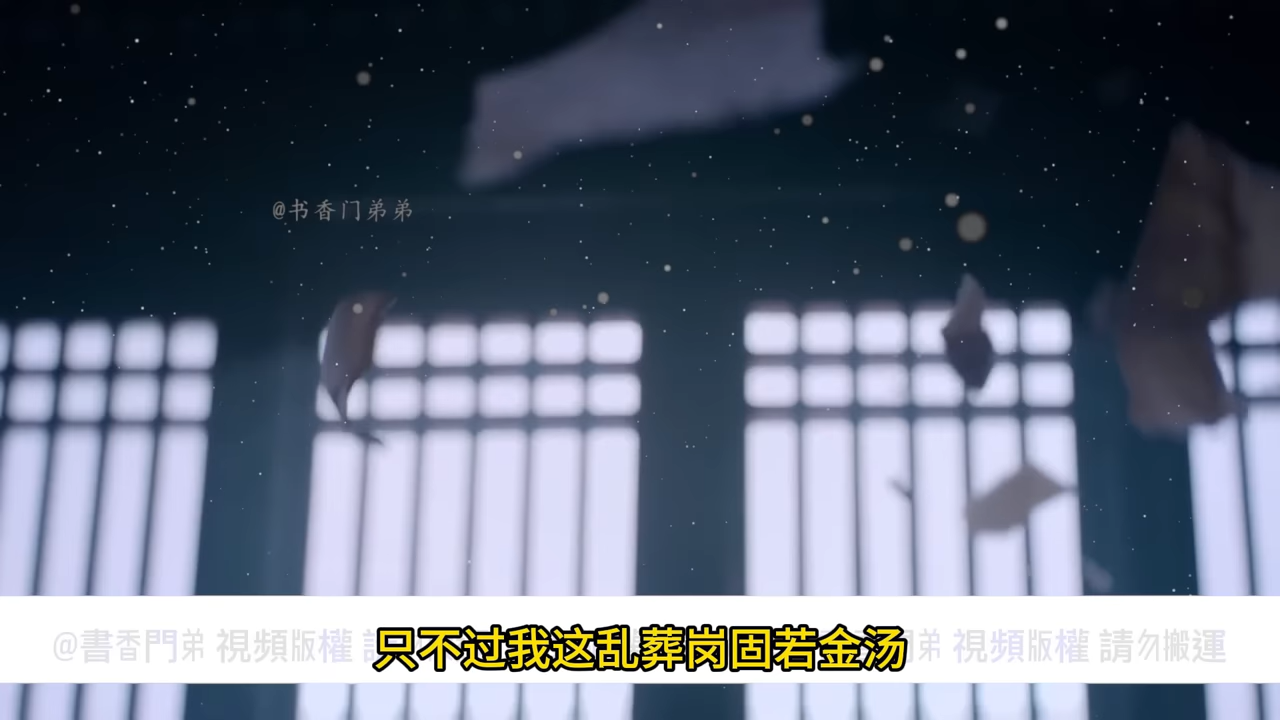 @书香门弟弟
@書香門弟 視頻版權
只不过我这乱葬岗固若金汤
弟 視頻版權 請勿搬運